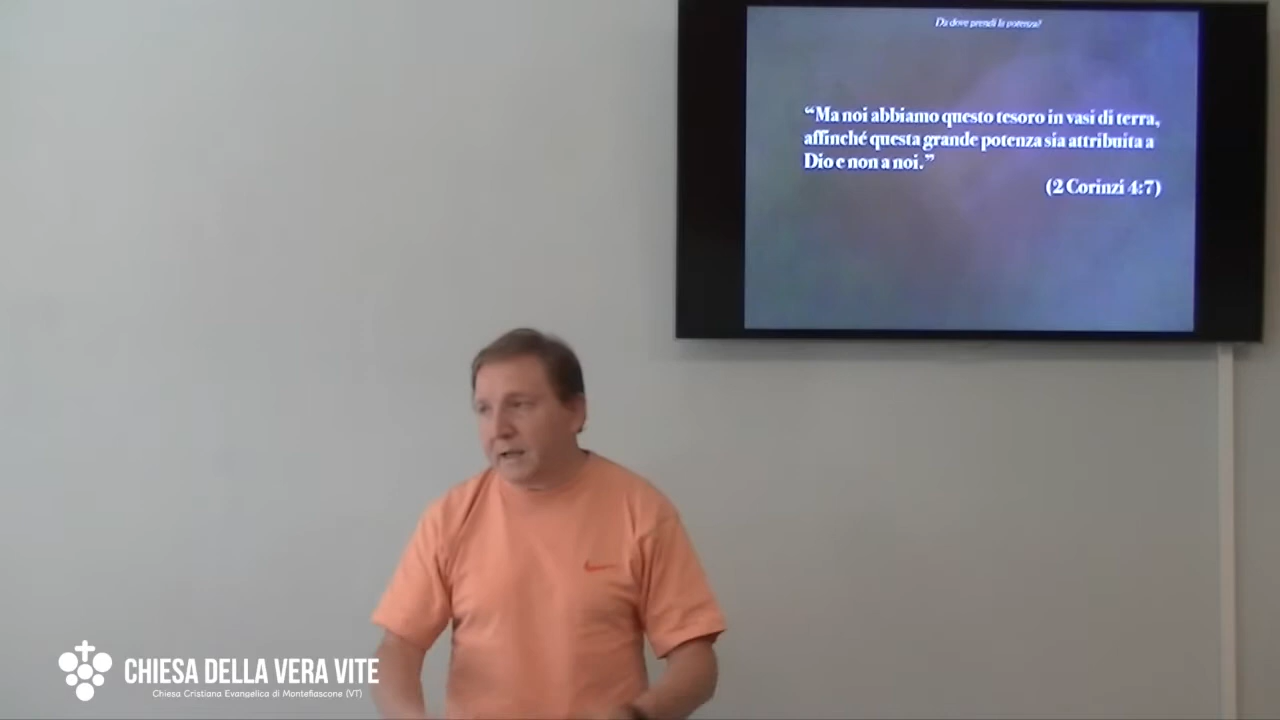 Da dove prendi la potenza?
“Ma noi abbiamo questo tesoro in vasi di terra,
affinché questa grande potenza sia attribuita a
Dio e non a noi.”
(2 Corinzi 4:7)
CHIESA DELLA VERA VITE
Chiesa Cristiana Evangelica di Montefiascone (VT)